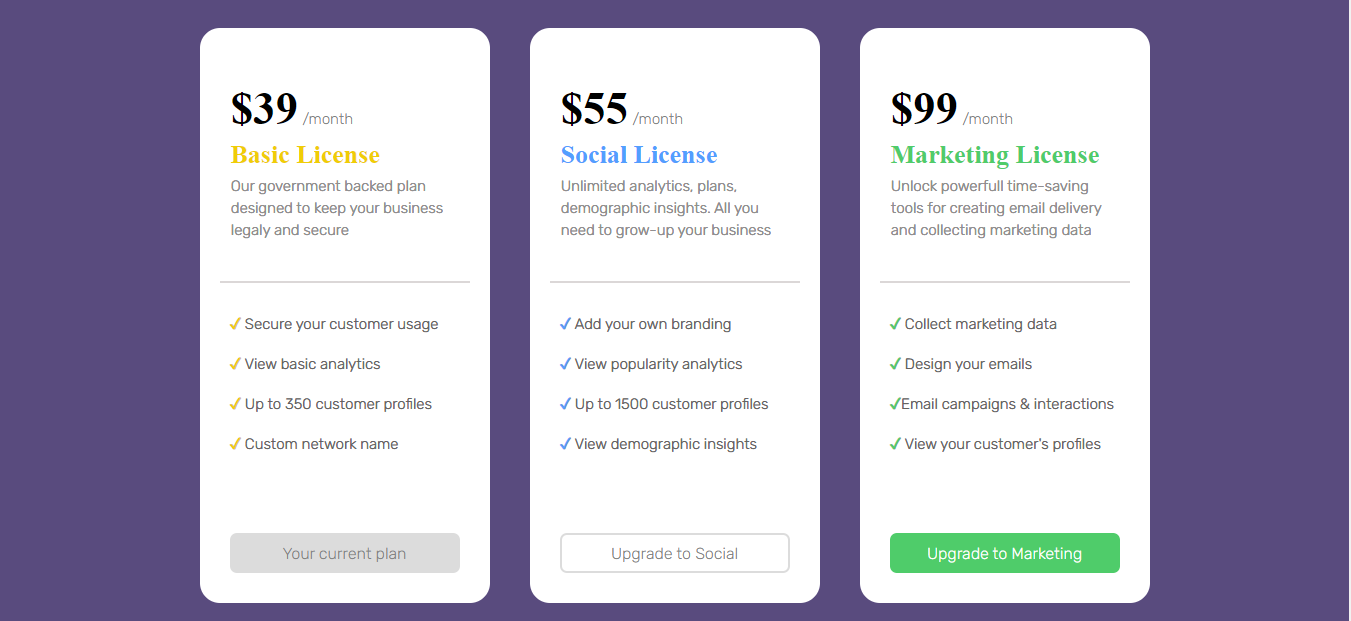 $39 /month
Basic License
Our government backed plan
designed to keep your business
legaly and secure
✓ Secure your customer usage
✓ View basic analytics
✓ Up to 350 customer profiles
✓ Custom network name
Your current plan
$55 /month
Social License
Unlimited analytics, plans,
demographic insights. All you
need to grow-up your business
✓ Add your own branding
✓ View popularity analytics
✓ Up to 1500 customer profiles
✓ View demographic insights
Upgrade to Social
$99 /month
Marketing License
Unlock powerfull time-saving
tools for creating email delivery
and collecting marketing data
✓ Collect marketing data
✓ Design your emails
✓Email campaigns & interactions
✓ View your customer's profiles
Upgrade to Marketing